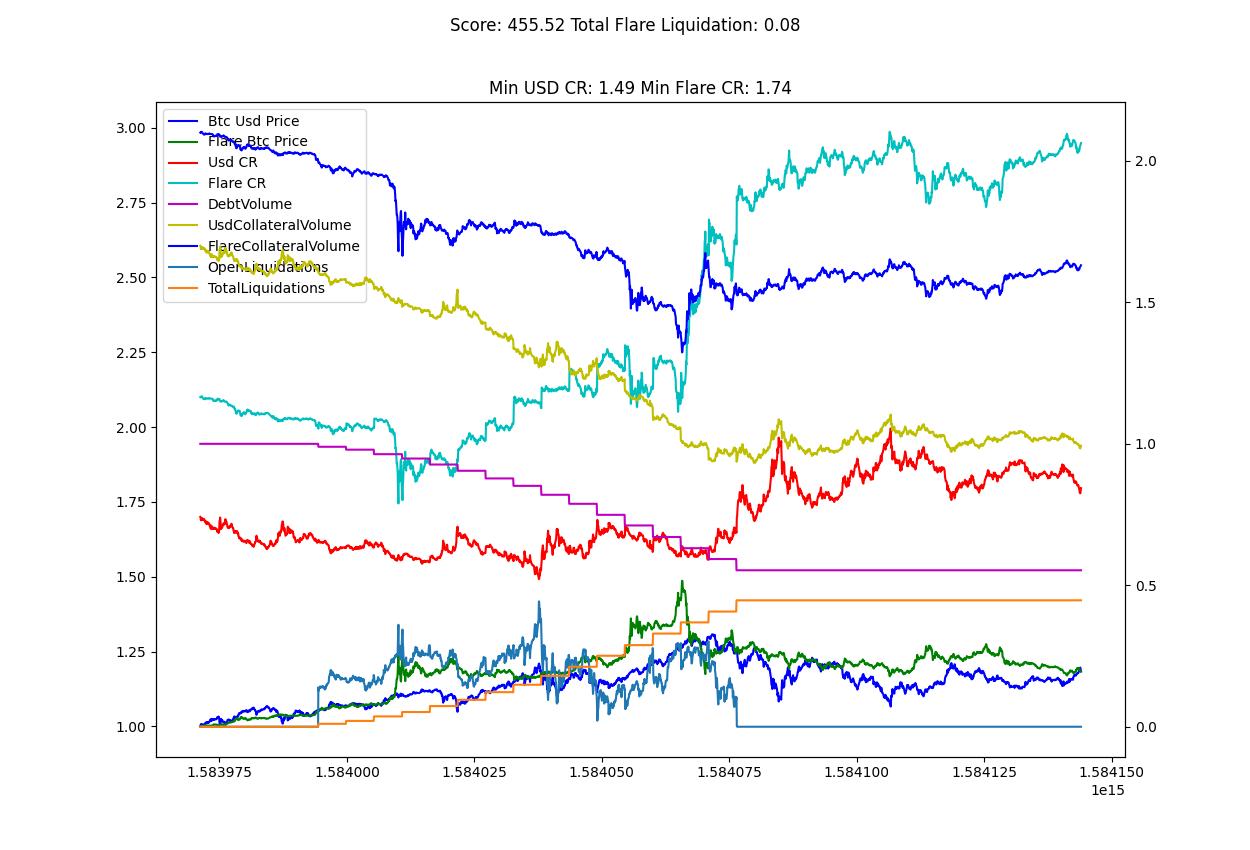 Score: 455.52 Total Flare Liquidation: 0.08
Min USD CR: 1.49 Min Flare CR: 1.74
Btc Usd Price
Flare Btc Price
Usd CR
Flare CR
DebtVolume
UsdCollateralVolume
FlareCollateralVolume
OpenLiquidations
TotalLiquidations
3.00
2.75
2.50
2.25
2.00
1.75
1.50
1.25
1.00
2.0
1.5
1.0
0.5
0.0
1.583975 1.584000 1.584025 1.584050 1.584075 1.584100 1.584125 1.584150
1e15